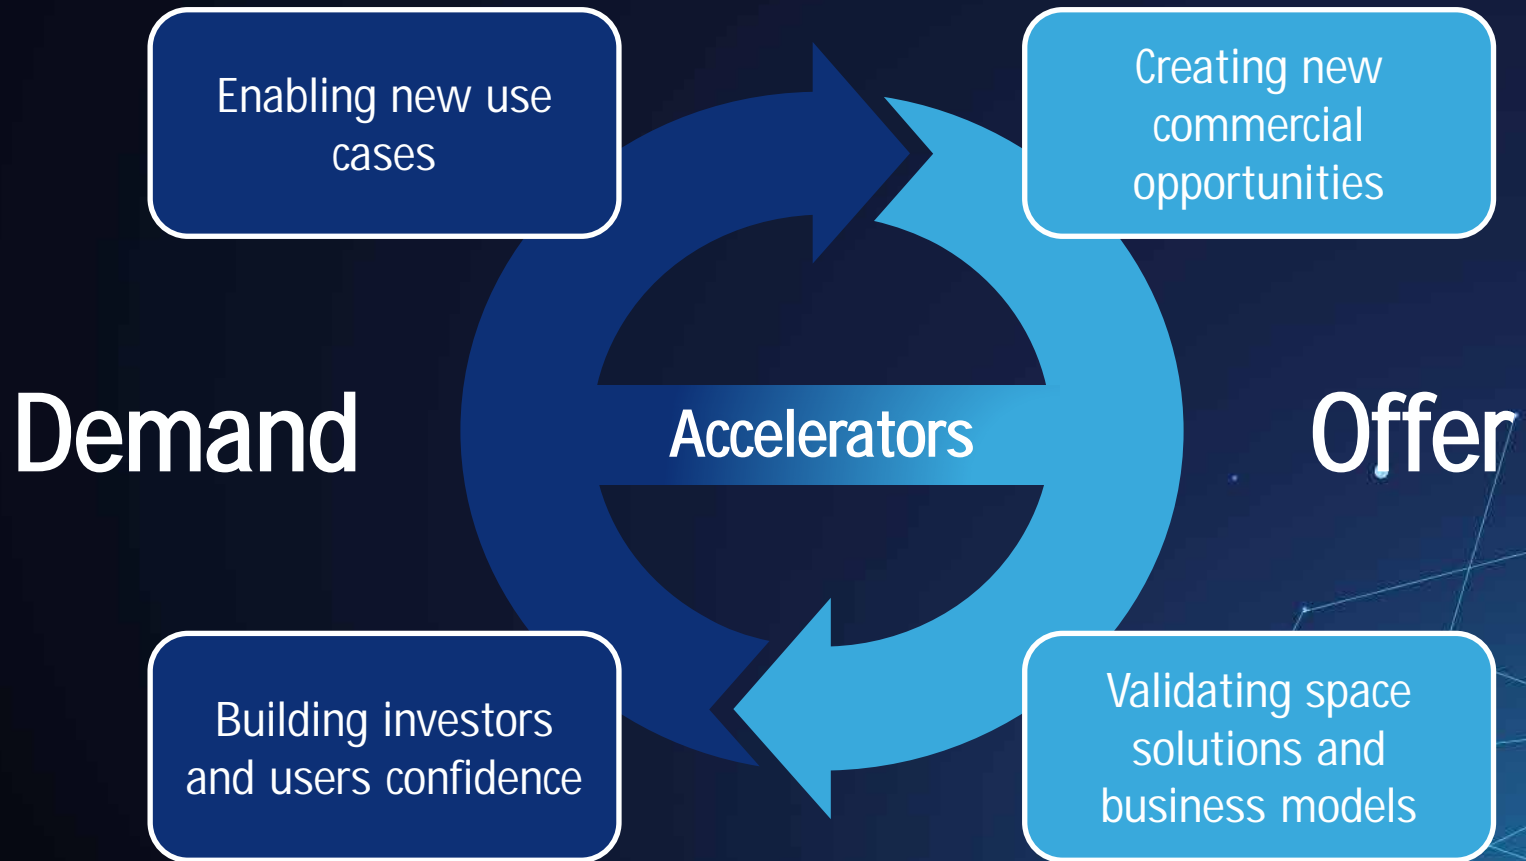 Enabling new use
cases
Creating new
commercial
opportunities
Demand
Accelerators
Offer
Building investors
and users confidence
Validating space
solutions and
business models